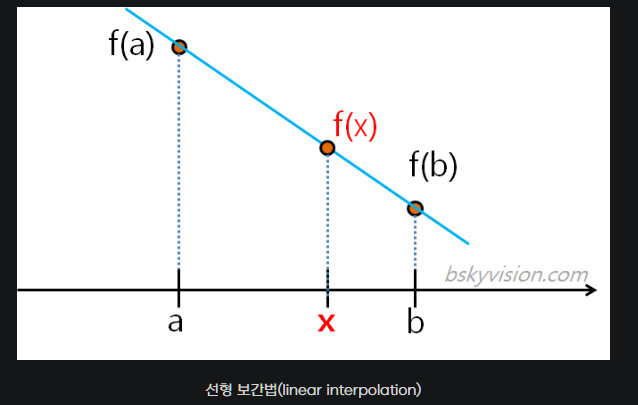 f(a)
f(x)
f(b)
bskyvision.com
a
x
b
선형 보간법(linear interpolation)